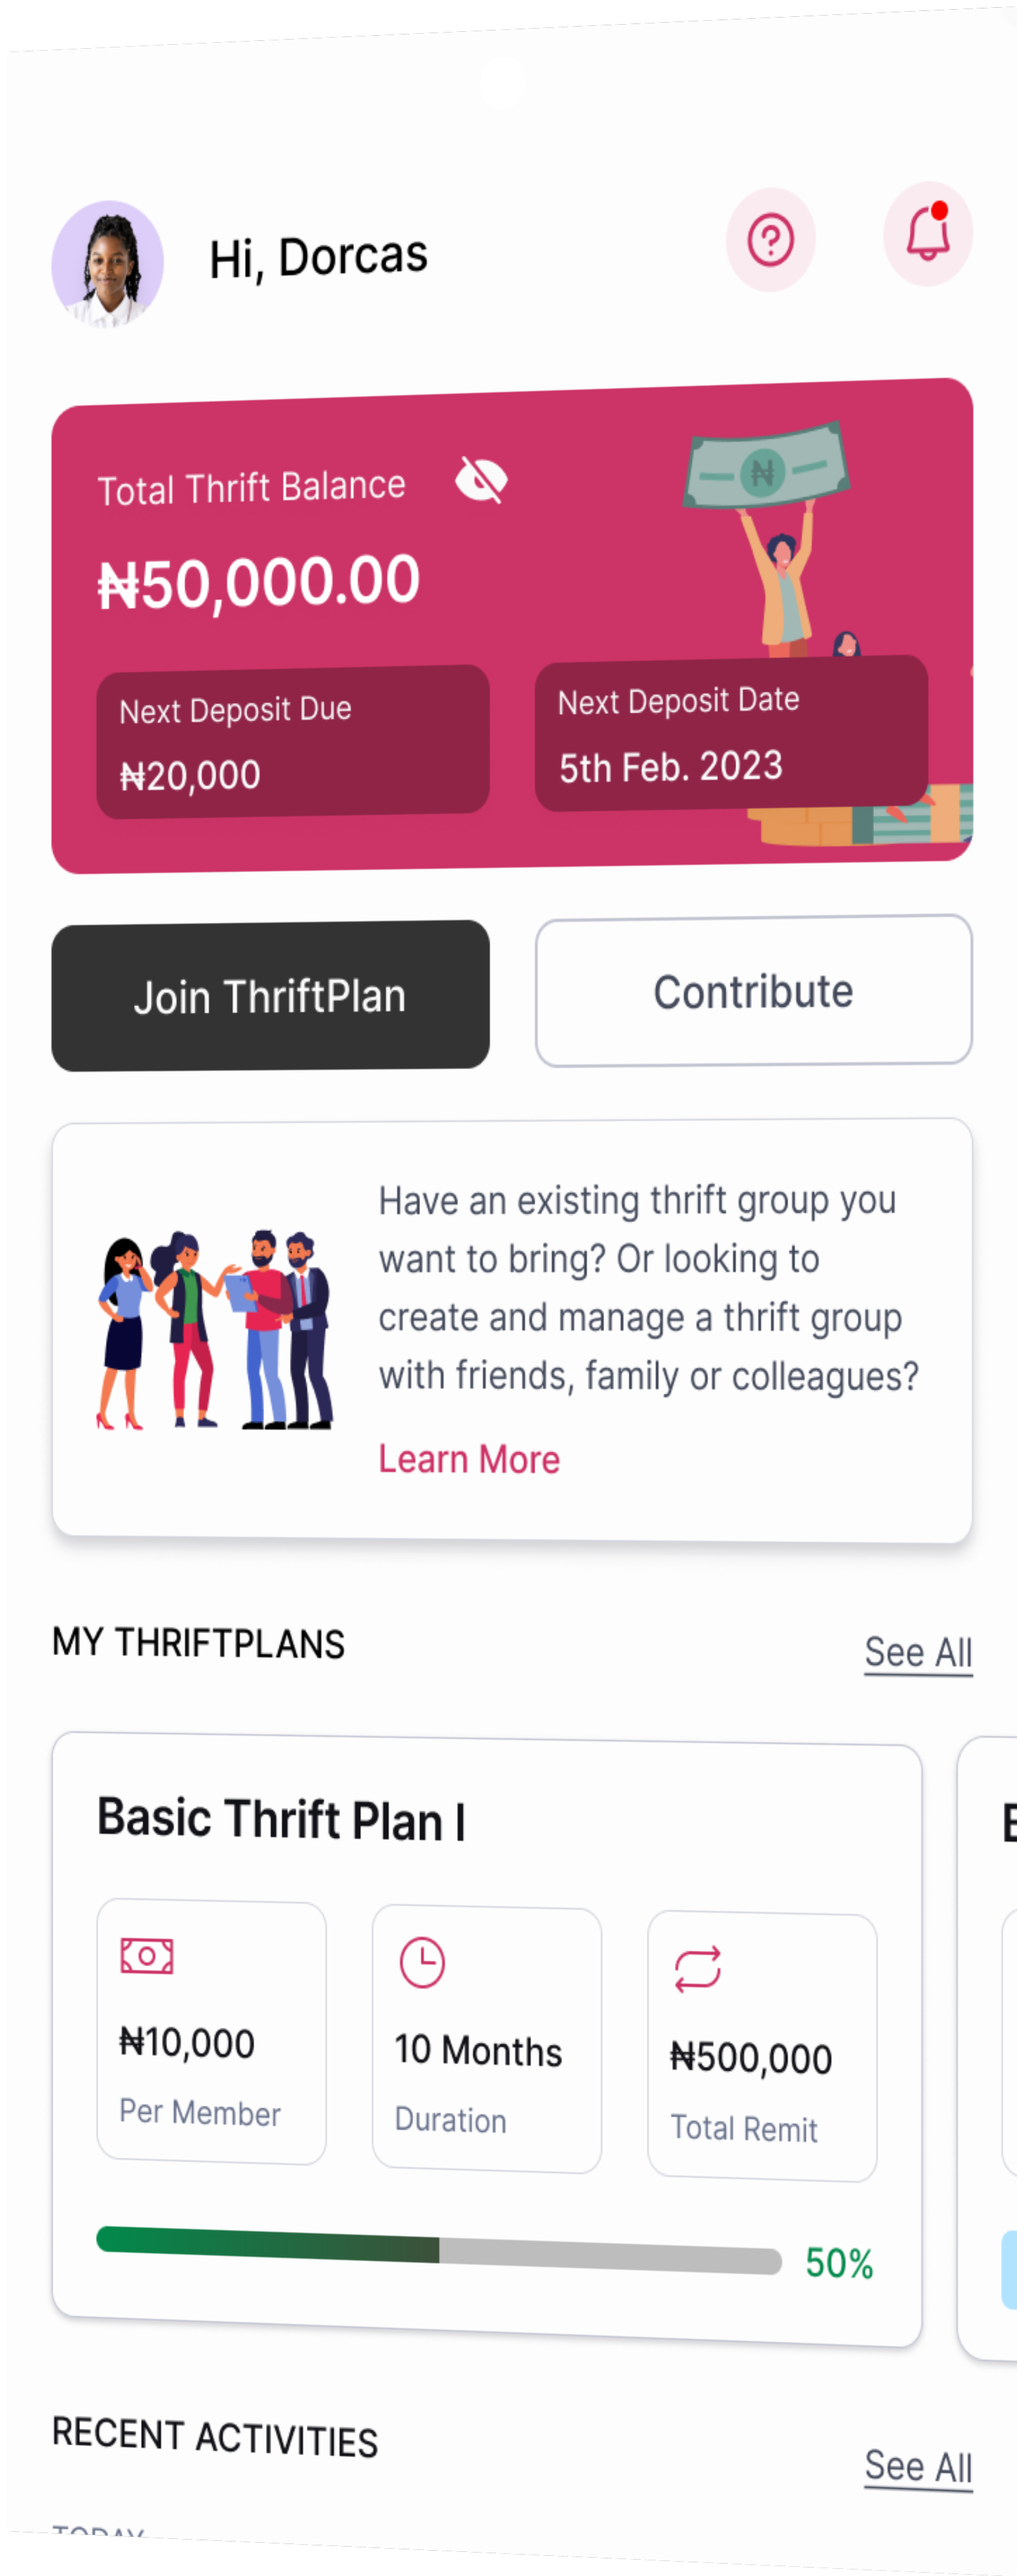 Hi, Dorcas
Total Thrift Balance
₦50,000.00
Next Deposit Due
₦20,000
Next Deposit Date
5th Feb. 2023
Join ThriftPlan
Contribute
Have an existing thrift group you
want to bring? Or looking to
create and manage a thrift group
with friends, family or colleagues?
Learn More
MY THRIFTPLANS
See All
Basic Thrift Plan I
₦10,000
Per Member
10 Months
Duration
₦500,000
Total Remit
50%
RECENT ACTIVITIES
See All
TODAY